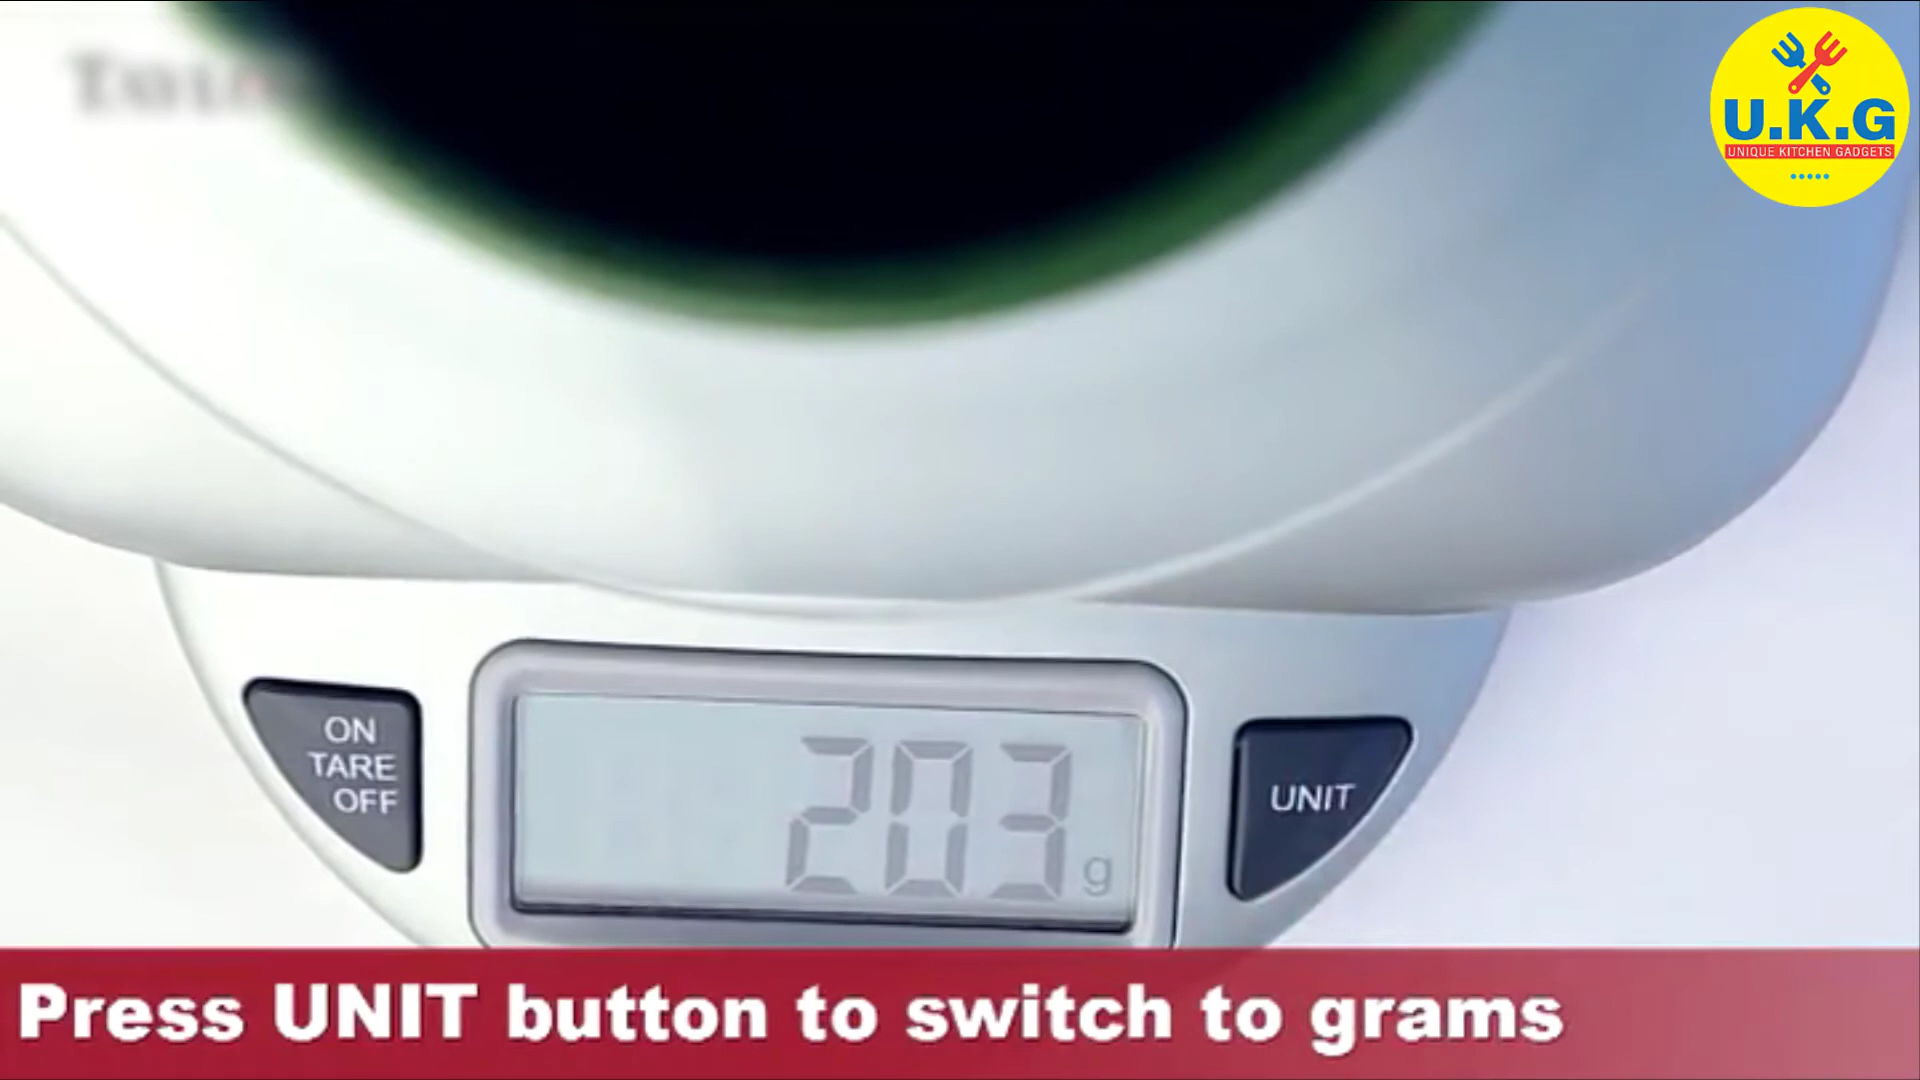 U.K.G
UNIQUE KITCHEN GADGETS
ON
TARE
OFF
203 g
UNIT
Press UNIT button to switch to grams